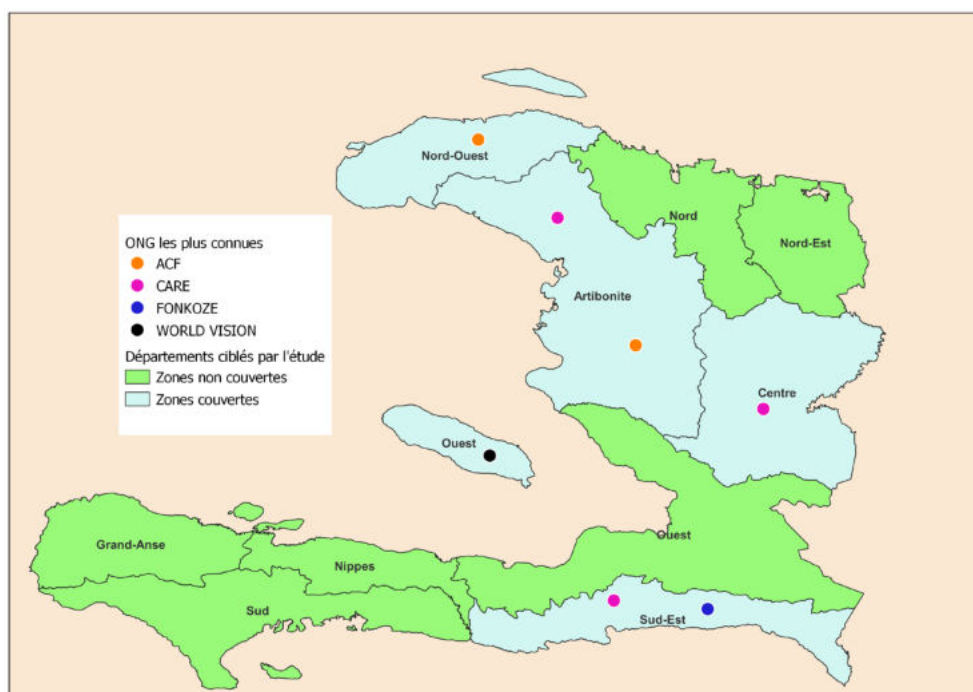 Nord-Ouest
Nord
Nord-Est
ONG les plus connues
ACF
CARE
FONKOZE
WORLD VISION
Départements ciblés par l'étude
Zones non couvertes
Zones couvertes
Artibonite
Centre
Ouest
Ouest
Grand-Anse
Nippes
Sud
Sud-Est